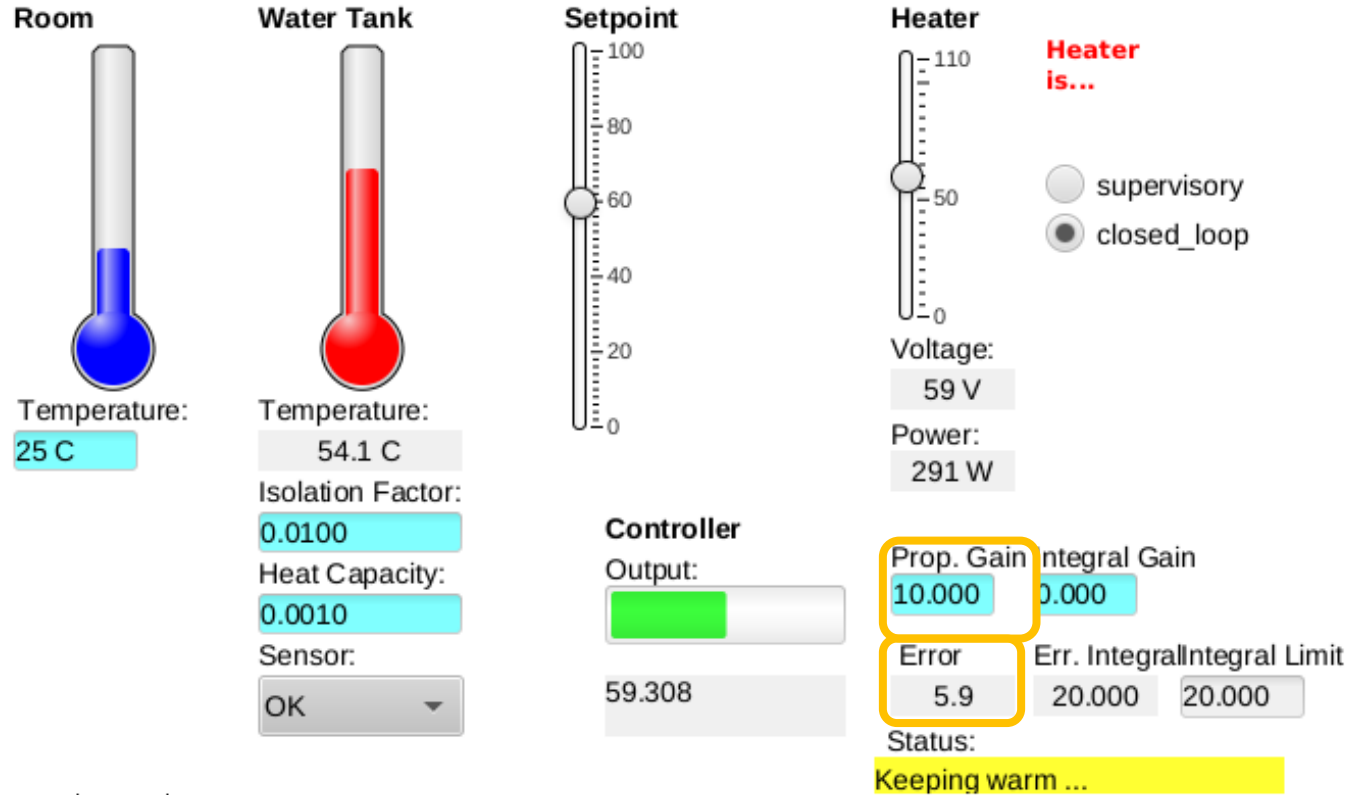 Room
Water Tank
Setpoint
Heater
Heater
is...
100
80
60
40
20
0
110
50
0
supervisory
closed_loop
Voltage:
59 V
Power:
291 W
Temperature:
25 C
Temperature:
54.1 C
Isolation Factor:
0.0100
Heat Capacity:
0.0010
Sensor:
OK
Controller
Output:
59.308
Prop. Gain Integral Gain
10.000 0.000
Error Err. Integral Integral Limit
5.9 20.000 20.000
Status:
Keeping warm ...